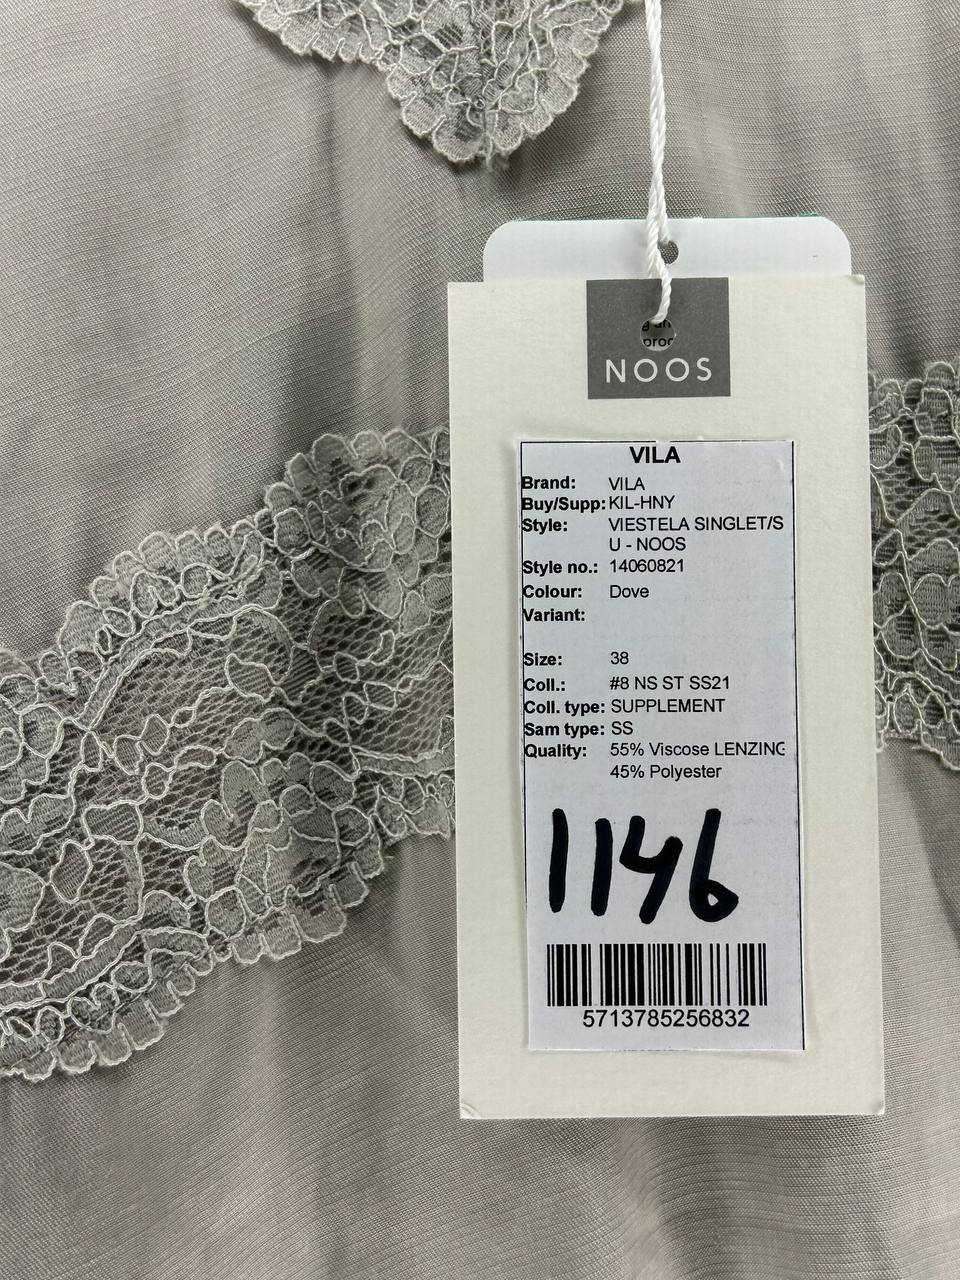 g an
proc
NOOS
VILA
Brand: VILA
Buy/Supp: KIL-HNY
Style: VIESTELA SINGLET/S
U - NOOS
Style no.: 14060821
Colour: Dove
Variant:
Size: 38
Coll.: #8 NS ST SS21
Coll. type: SUPPLEMENT
Sam type: SS
Quality: 55% Viscose LENZING
45% Polyester
1146
5713785256832